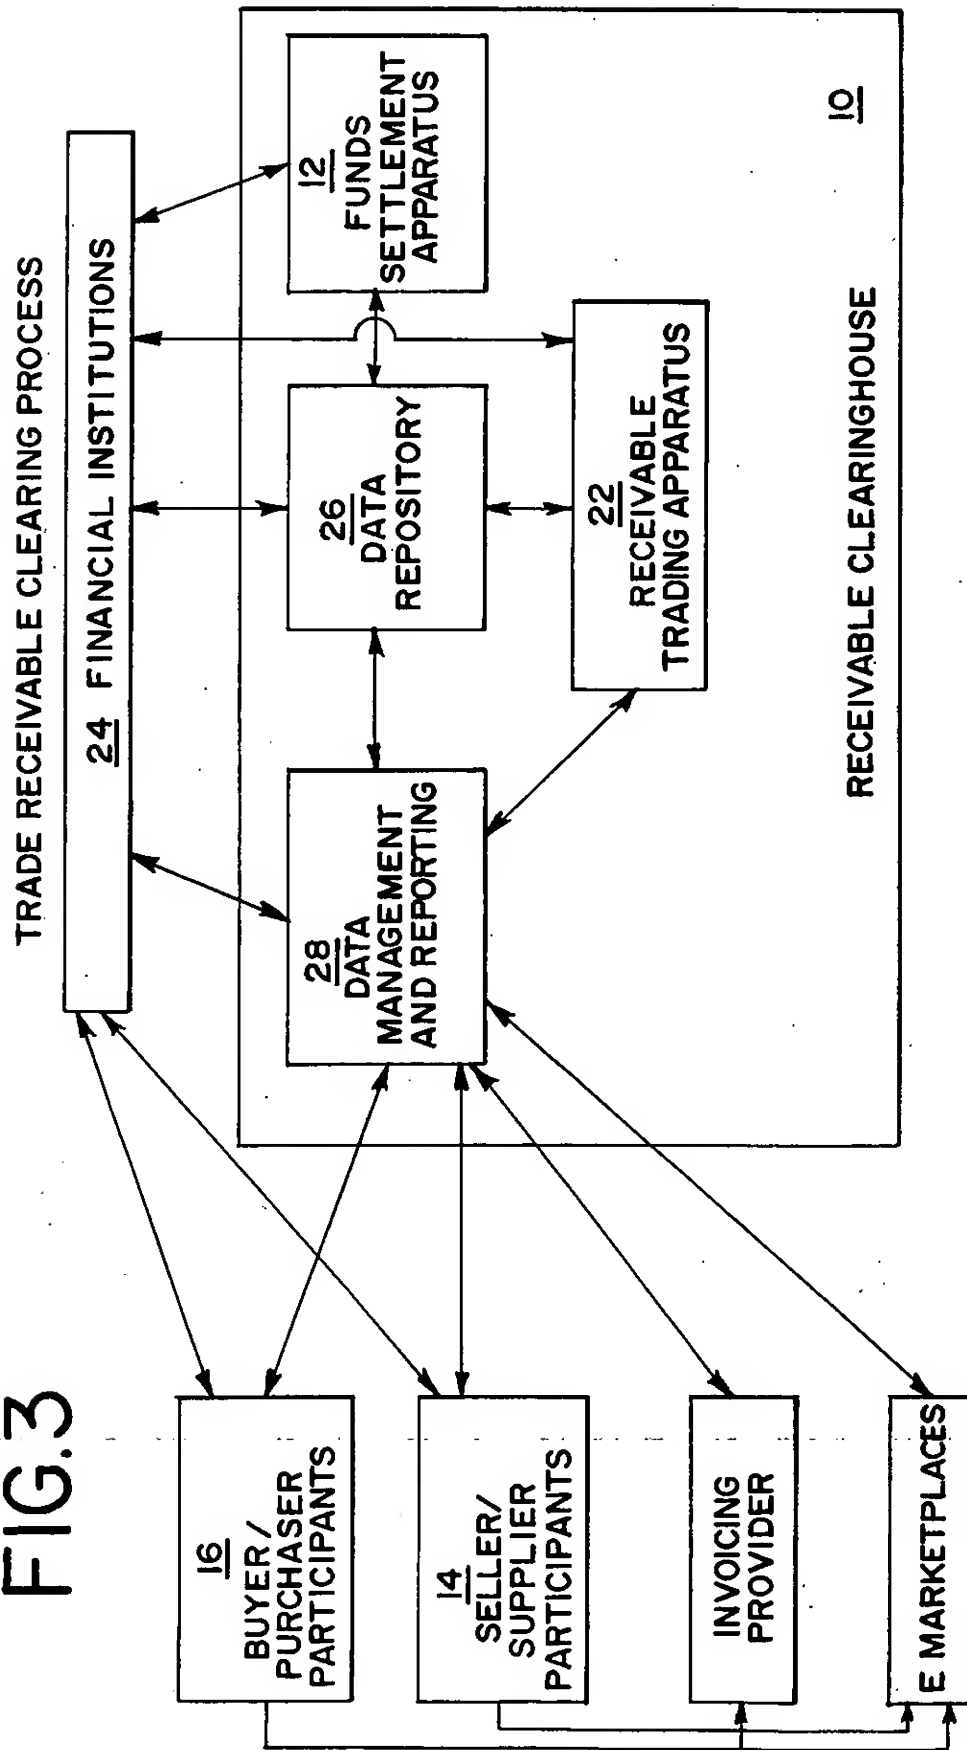 FIG.3
TRADE RECEIVABLE CLEARING PROCESS
24 FINANCIAL INSTITUTIONS
16
BUYER/
PURCHASER
PARTICIPANTS
14
SELLER/
SUPPLIER
PARTICIPANTS
INVOICING
PROVIDER
E MARKETPLACES
28
DATA
MANAGEMENT
AND REPORTING
26
DATA
REPOSITORY
12
FUNDS
SETTLEMENT
APPARATUS
22
RECEIVABLE
TRADING APPARATUS
RECEIVABLE CLEARINGHOUSE
10